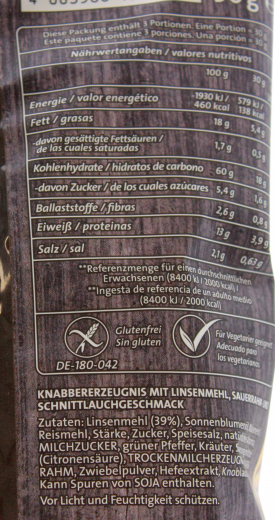 Diese Packung enthält 3 Portionen. Eine Portion = 30 g
Este paquete contiene 3 porciones. Una porción = 30 g
Nährwertangaben / valores nutritivos
100 g 30 g
Energie / valor energético -1930 kJ / 579 kJ /
460 kcal 138 kcal
Fett / grasas 18 g 5,4 g
-davon gesättigte Fettsäuren /
de las cuales saturadas 1,7 g 0,5 g
Kohlenhydrate / hidratos de carbono 60 g 18 g
-davon Zucker / de los cuales azúcares 5,4 g 1,6 g
Ballaststoffe / fibras 2,6 g 0,8 g
Eiweiß / proteinas 13 g 3,9 g
Salz / sal 2,1g 0,63 g
**Referenzmenge für einen durchschnittlichen
Erwachsenen (8400 kJ / 2000 kcal) /
**Ingesta de referencia de un adulto medio
(8400 kJ / 2000 kcal)
Glutenfrei
Sin gluten
DE-180-042
Für Vegetarier geeignet
Adecuado para
los vegetarianos
KNABBERERZEUGNIS MIT LINSENMEHL, SAUERRAHM
SCHNITTLAUCHGESCHMACK
Zutaten: Linsenmehl (39%), Sonnenblumen
Reismehl, Stärke, Zucker, Speisesalz,
MILCHZUCKER, grüner Pfeffer, Kräuter,
(Citronensäure), TROCKENMILCHERZEUG
RAHM, Zwiebelpulver, Hefeextrakt, Knobla
Kann Spuren von SOJA enthalten.
Vor Licht und Feuchtigkeit schützen.